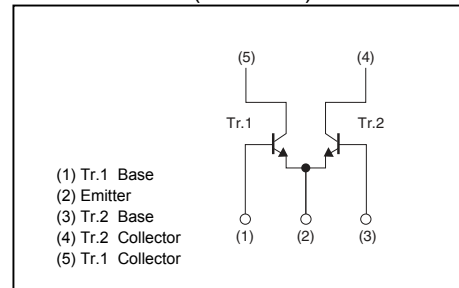 (5) (4)
Tr.1 Tr.2
(1) Tr.1 Base
(2) Emitter
(3) Tr.2 Base
(4) Tr.2 Collector
(5) Tr.1 Collector
(1) (2) (3)